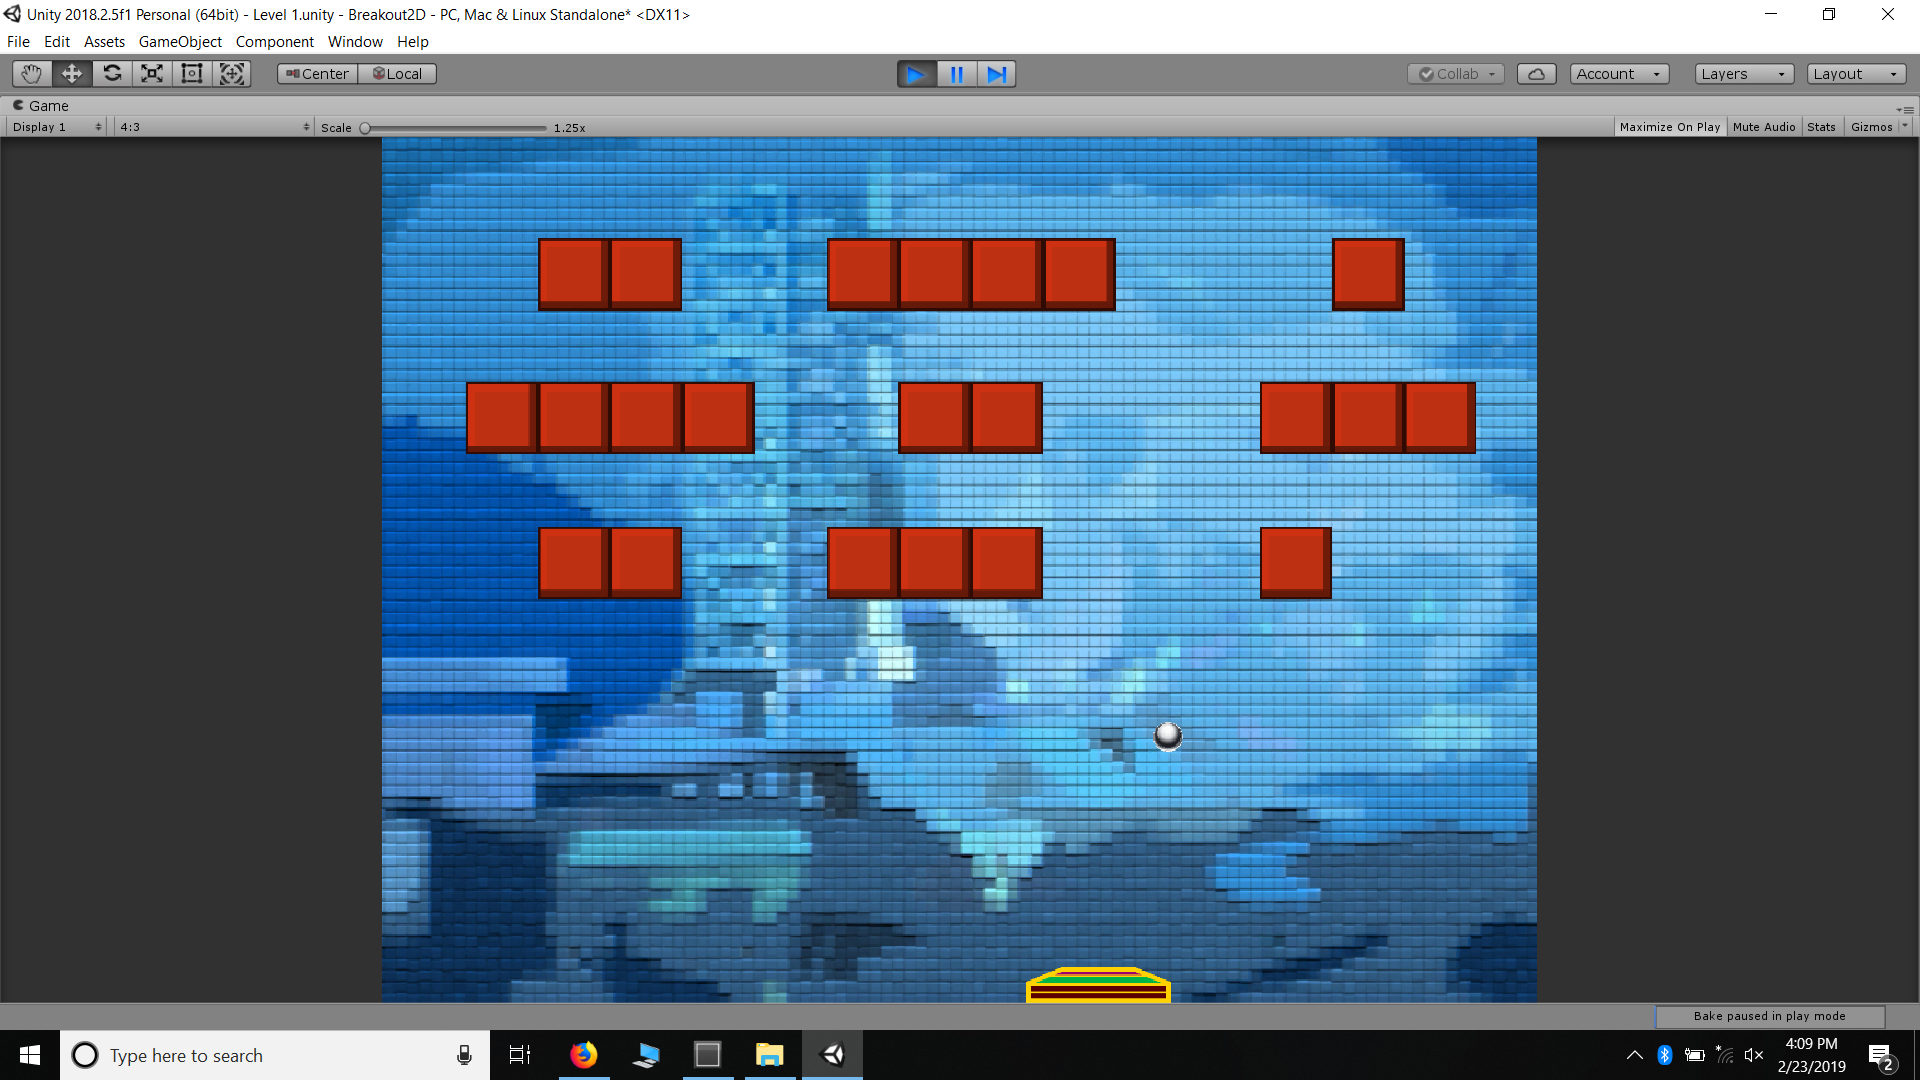 Unity 2018.2.5f1 Personal (64bit) - Level 1.unity - Breakout2D - PC, Mac & Linux Standalone* <DX11>
File Edit Assets GameObject Component Window Help
Center Local Collab Account Layers Layout
Game
Display 1 4:3 Scale 1.25x Maximize On Play Mute Audio Stats Gizmos
Bake paused in play mode
Type here to search
4:09 PM
2/23/2019
2